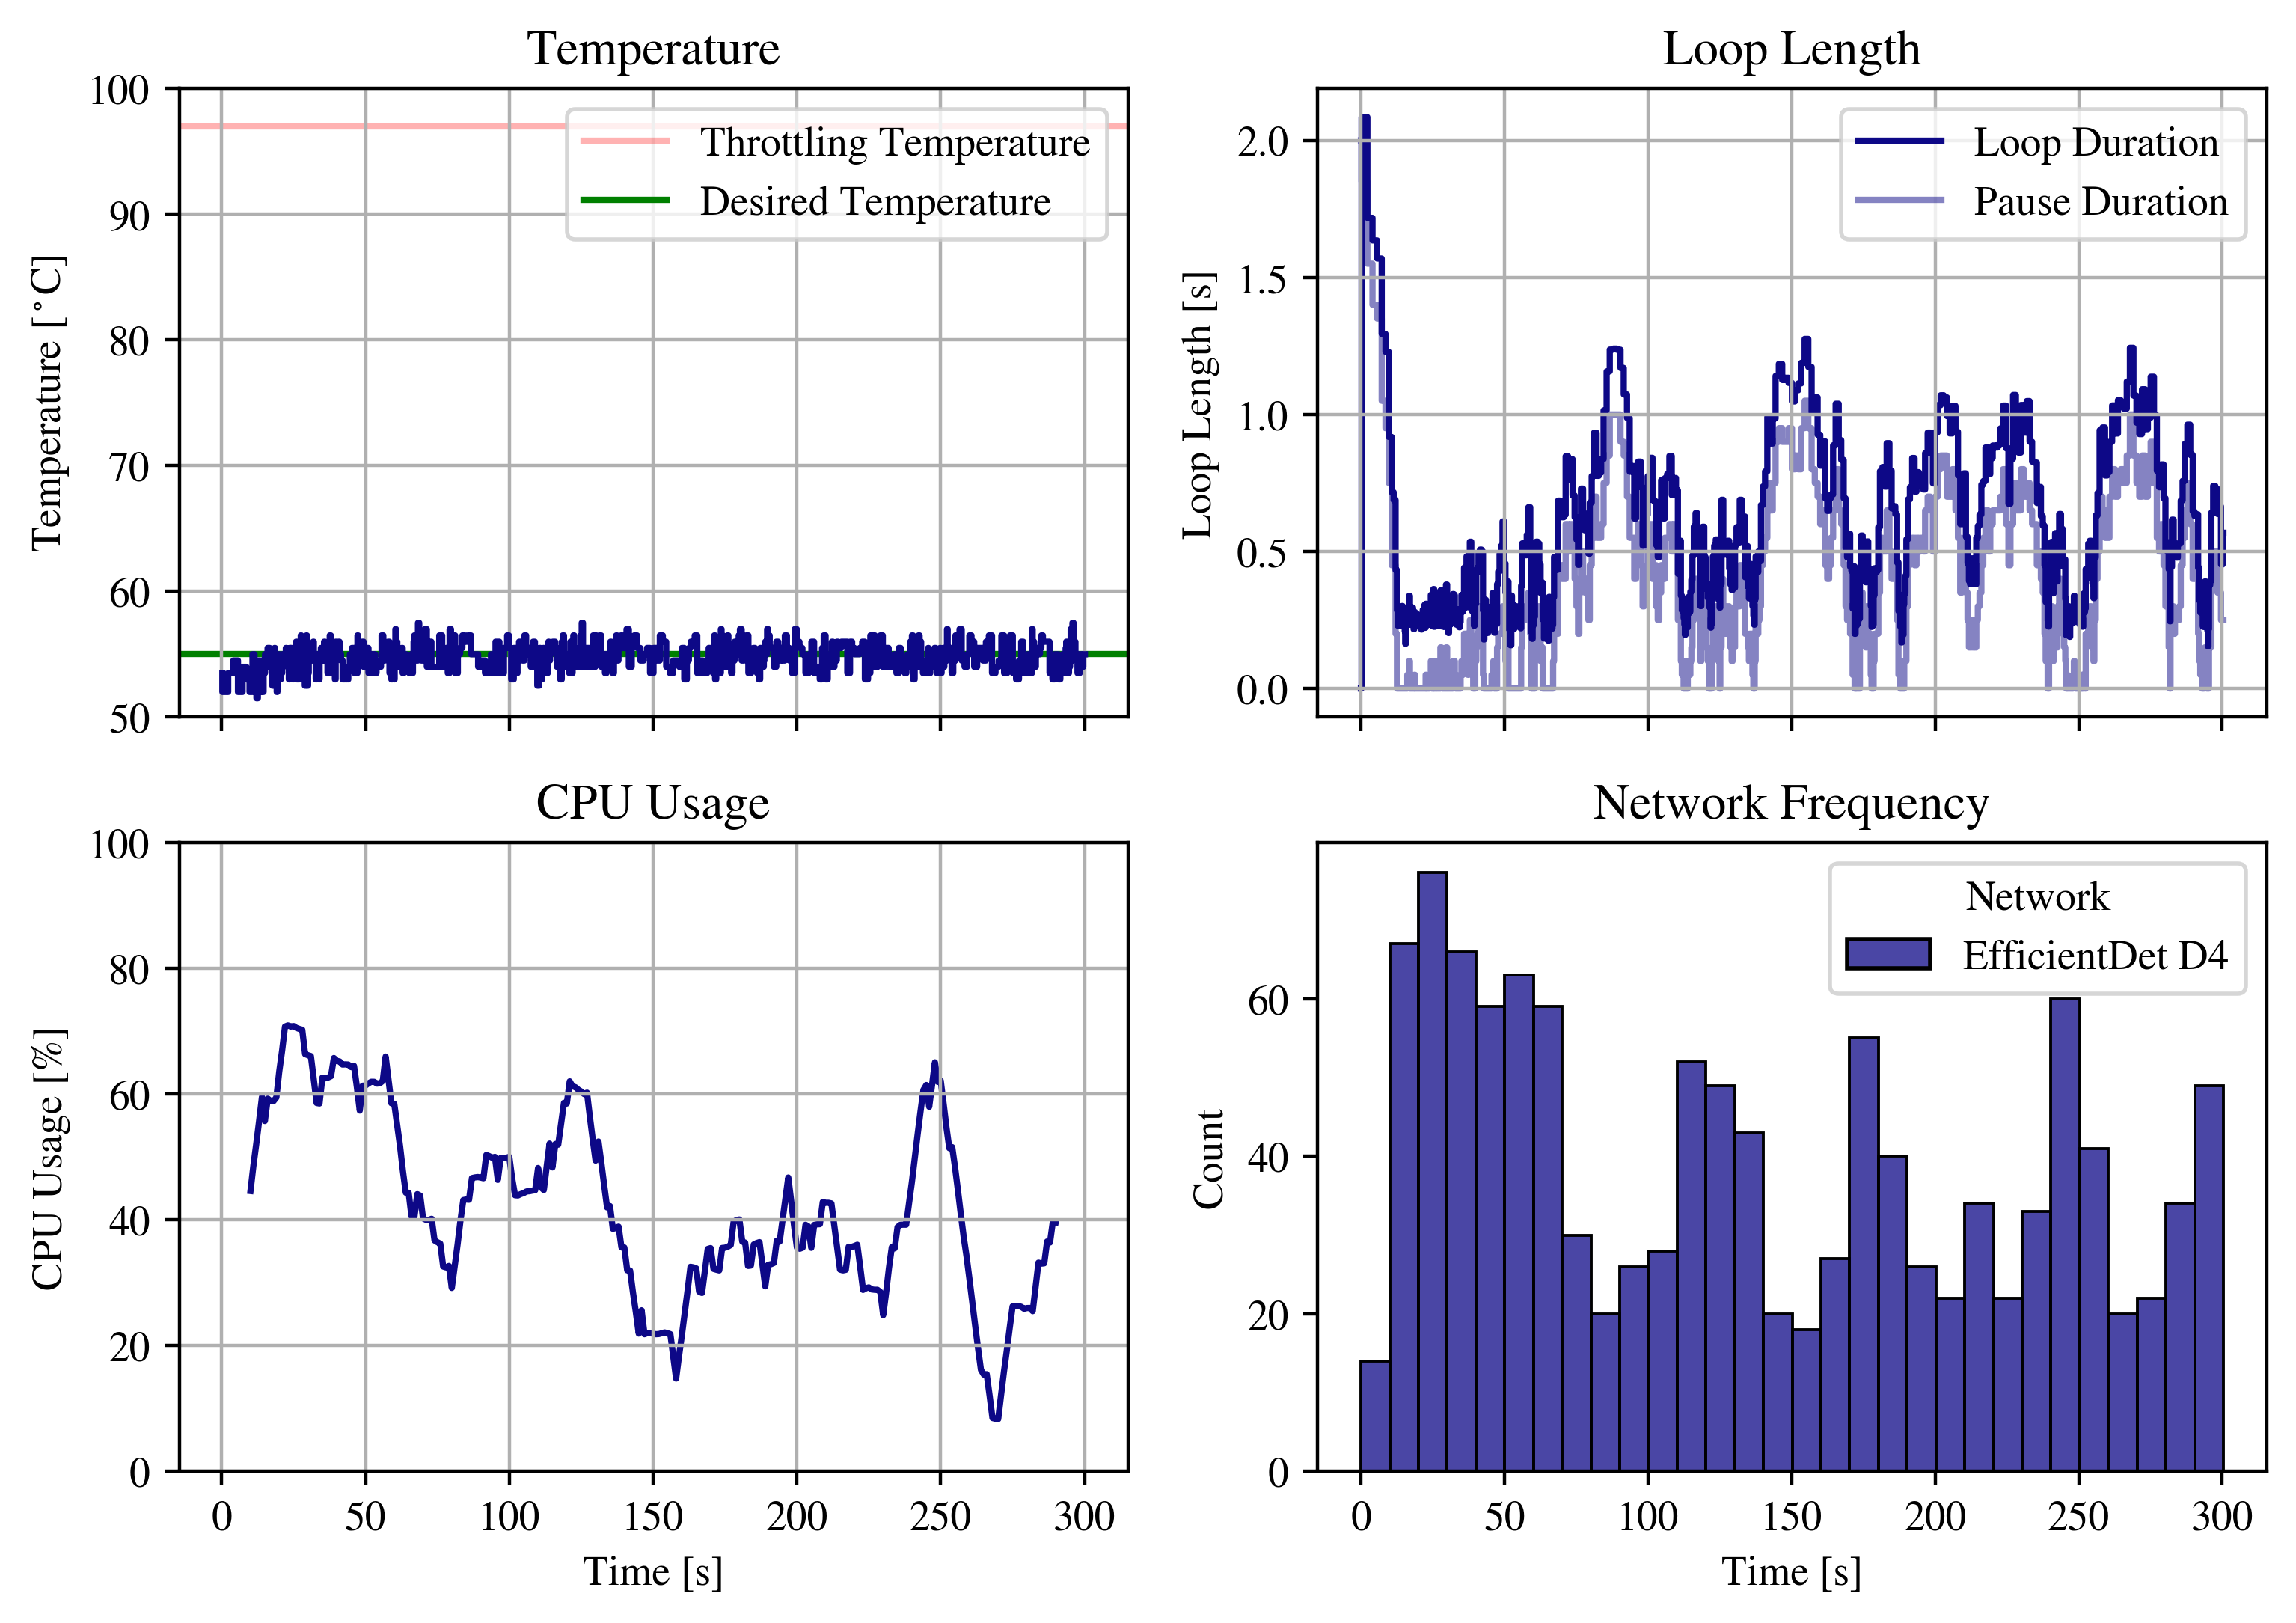 Temperature
100
90
80
70
60
50
Temperature [°C]
Throttling Temperature
Desired Temperature
Loop Length
2.0
1.5
1.0
0.5
0.0
Loop Length [s]
Loop Duration
Pause Duration
CPU Usage
100
80
60
40
20
0
CPU Usage [%]
0 50 100 150 200 250 300
Time [s]
Network Frequency
60
40
20
0
Count
Network
EfficientDet D4
0 50 100 150 200 250 300
Time [s]